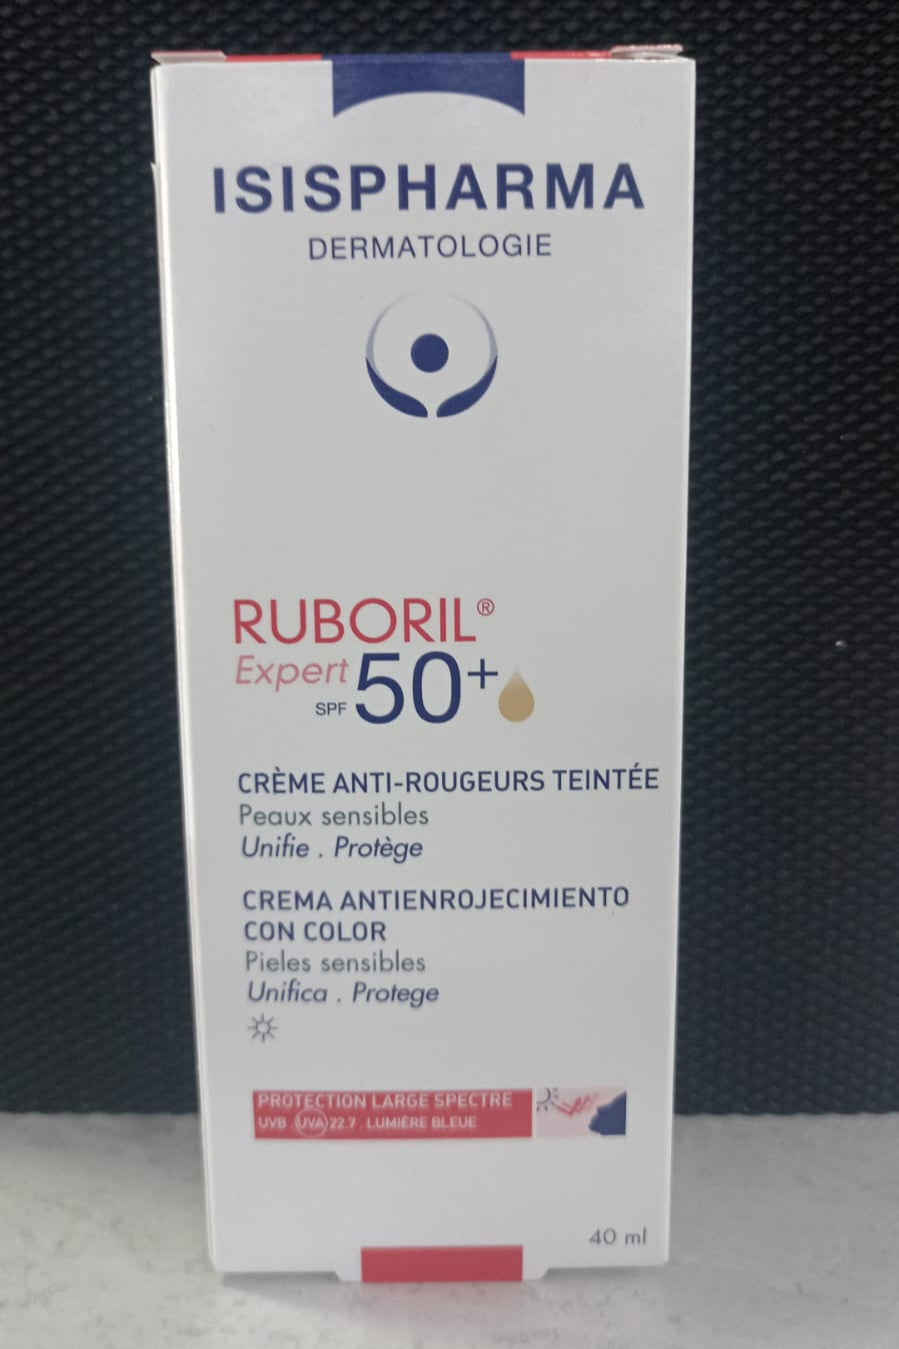 ISISPHARMA
DERMATOLOGIE
RUBORIL®
Expert
SPF 50+
CRÈME ANTI-ROUGEURS TEINTÉE
Peaux sensibles
Unifie . Protège
CREMA ANTIENROJECIMIENTO
CON COLOR
Pieles sensibles
Unifica . Protege
PROTECTION LARGE SPECTRE
UVB . UVA 22.7 . LUMIÈRE BLEUE
40 ml